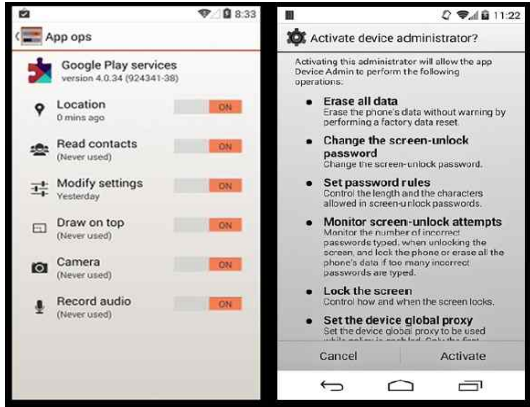 8:33
App ops
Google Play services
version 4.0.34 (924341-38)
Location
0 mins ago
ON
Read contacts
(Never used)
ON
Modify settings
Yesterday
ON
Draw on top
(Never used)
ON
Camera
(Never used)
ON
Record audio
(Never used)
ON
11:22
Activate device administrator?
Activating this administrator will allow the app
Device Admin to perform the following
operations:
Erase all data
Erase the phone's data without warning by
performing a factory data reset.
Change the screen-unlock
password
Change the screen-unlock password.
Set password rules
Control the length and the characters
allowed in screen-unlock passwords.
Monitor screen-unlock attempts
Monitor the number of incorrect
passwords typed. when unlocking the
screen, and lock the phone or erase all the
phone's data if too many incorrect
passwords are typed.
Lock the screen
Control how and when the screen locks.
Set the device global proxy
Set the device global proxy to be used
while policy is enabled. Only the first
Cancel
Activate